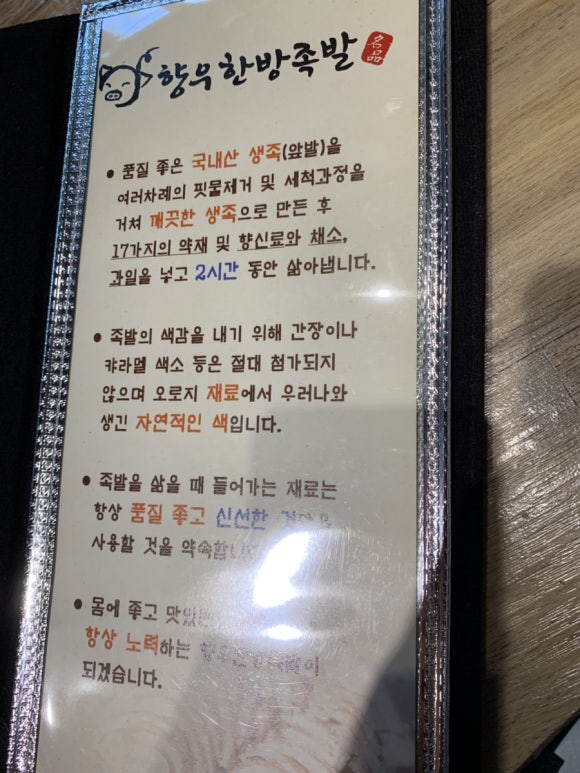 향우한방족발 名品
• 품질 좋은 국내산 생족(앞발)을
여러차례의 핏물제거 및 세척과정을
거쳐 깨끗한 생족으로 만든 후
17가지의 약재 및 향신료와 채소,
과일을 넣고 2시간 동안 삶아냅니다.
• 족발의 색감을 내기 위해 간장이나
캬라멜 색소 등은 절대 첨가되지
않으며 오로지 재료에서 우러나와
생긴 자연적인 색입니다.
• 족발을 삶을 때 들어가는 재료는
항상 품질 좋고 신선한
사용할 것을
• 몸에 좋고
항상 노력하는
되겠습니다.